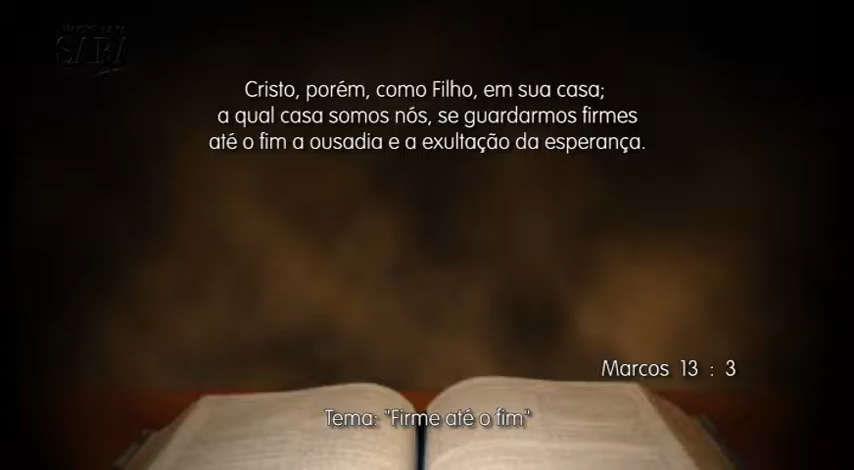 SARA
Cristo, porém, como Filho, em sua casa;
a qual casa somos nós, se guardarmos firmes
até o fim a ousadia e a exultação da esperança.
Marcos 13 : 3
Tema: "Firme até o fim"